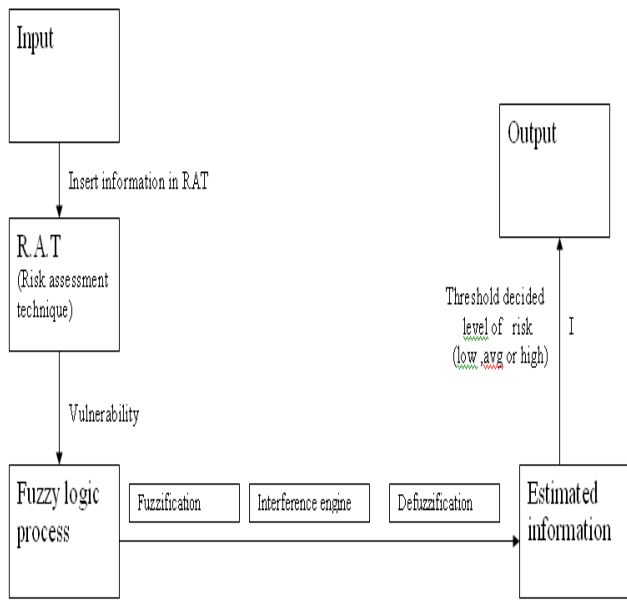 Input
Insert information in RAT
R.A.T
(Risk assessment
technique)
Vulnerability
Fuzzy logic
process
Fuzzification
Interference engine
Defuzzification
Estimated
information
Threshold decided
level of risk
(low ,avg or high)
I
Output